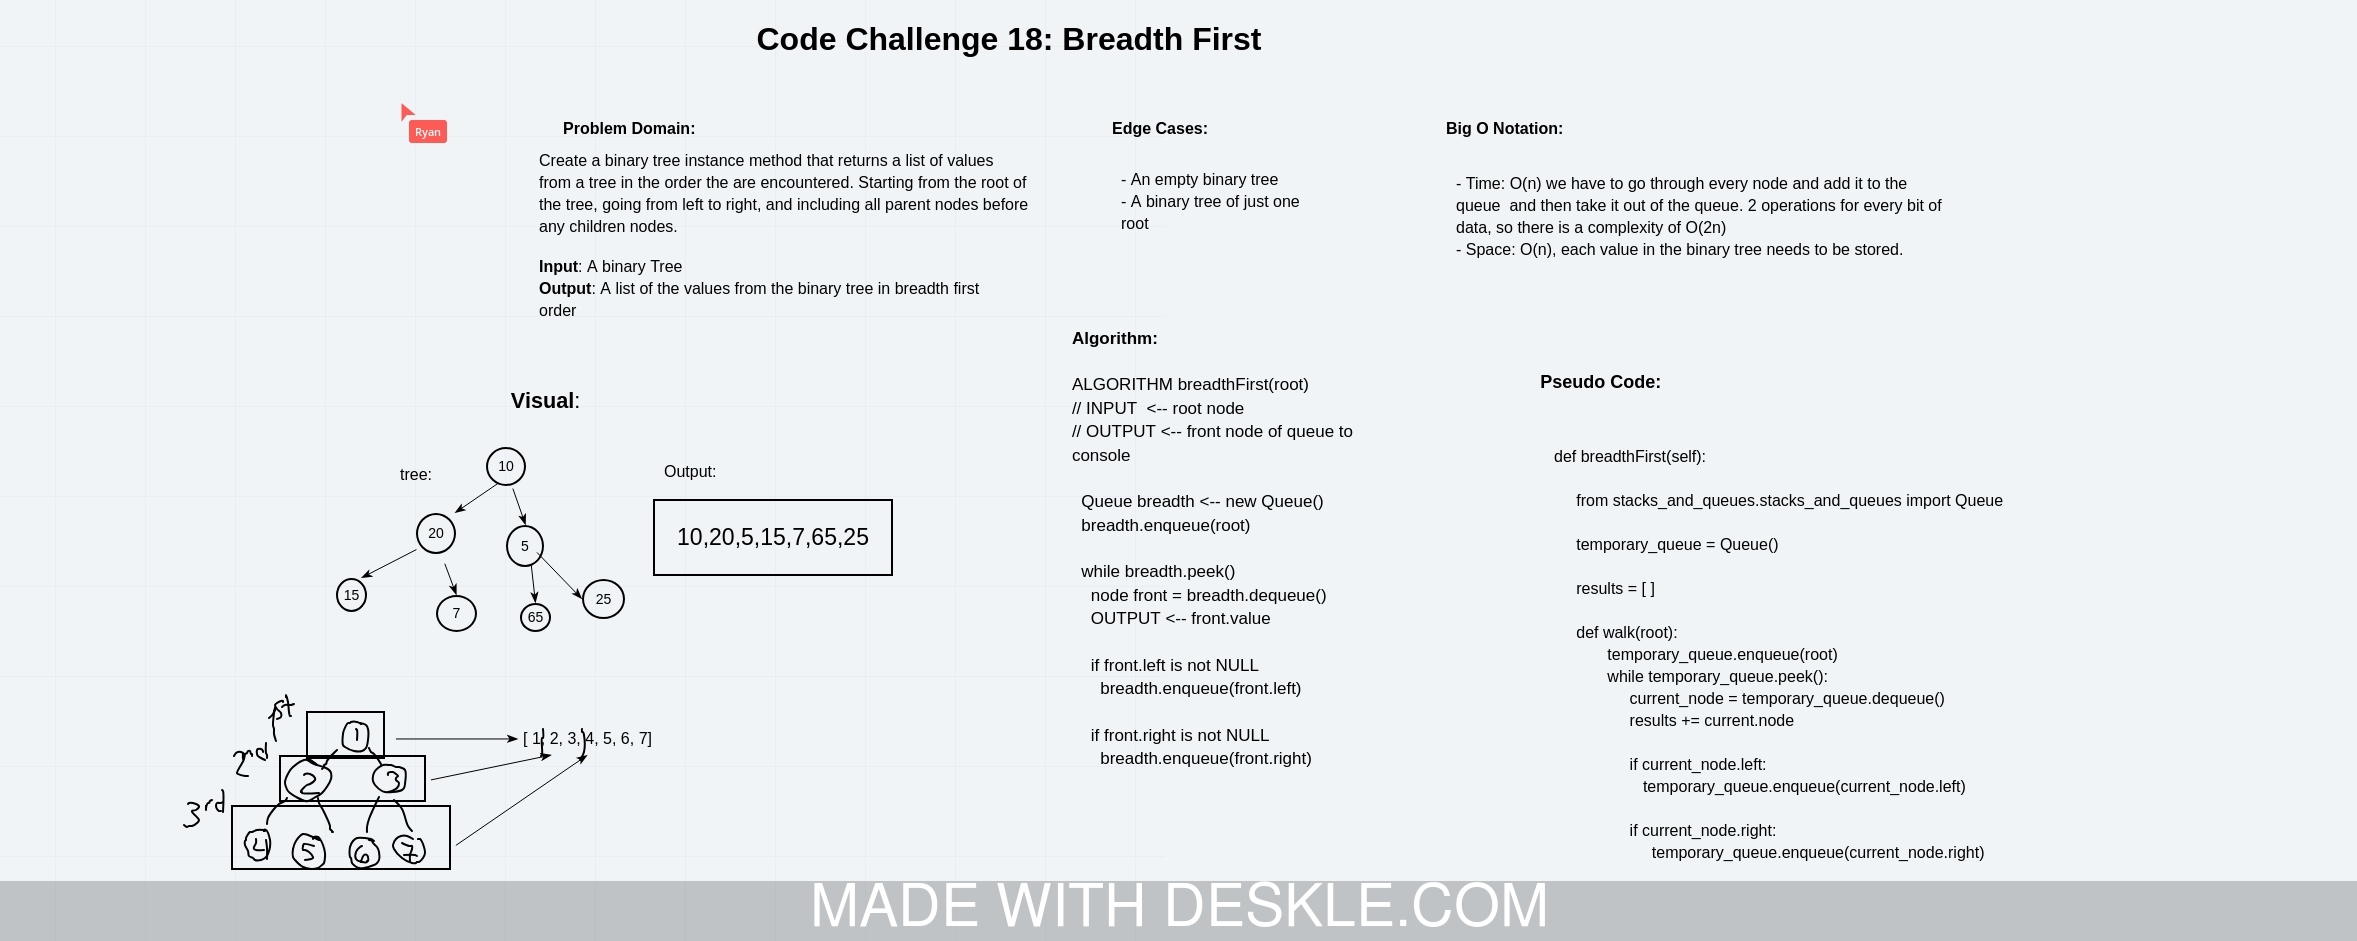 Code Challenge 18: Breadth First
Ryan
Problem Domain:
Create a binary tree instance method that returns a list of values
from a tree in the order the are encountered. Starting from the root of
the tree, going from left to right, and including all parent nodes before
any children nodes.
Input: A binary Tree
Output: A list of the values from the binary tree in breadth first
order
Edge Cases:
- An empty binary tree
- A binary tree of just one
root
Big O Notation:
- Time: O(n) we have to go through every node and add it to the
queue  and then take it out of the queue. 2 operations for every bit of
data, so there is a complexity of O(2n)
- Space: O(n), each value in the binary tree needs to be stored.
Visual:
tree:
10
20
5
15
7
65
25
Output:
10,20,5,15,7,65,25
1st
1
2nd
2 3
3rd
4 5 6 7
[ 1, 2, 3, 4, 5, 6, 7]
Algorithm:
ALGORITHM breadthFirst(root)
// INPUT  <-- root node
// OUTPUT <-- front node of queue to
console
Queue breadth <-- new Queue()
breadth.enqueue(root)
while breadth.peek()
node front = breadth.dequeue()
OUTPUT <-- front.value
if front.left is not NULL
breadth.enqueue(front.left)
if front.right is not NULL
breadth.enqueue(front.right)
Pseudo Code:
def breadthFirst(self):
from stacks_and_queues.stacks_and_queues import Queue
temporary_queue = Queue()
results = [ ]
def walk(root):
temporary_queue.enqueue(root)
while temporary_queue.peek():
current_node = temporary_queue.dequeue()
results += current.node
if current_node.left:
temporary_queue.enqueue(current_node.left)
if current_node.right:
temporary_queue.enqueue(current_node.right)
MADE WITH DESKLE.COM